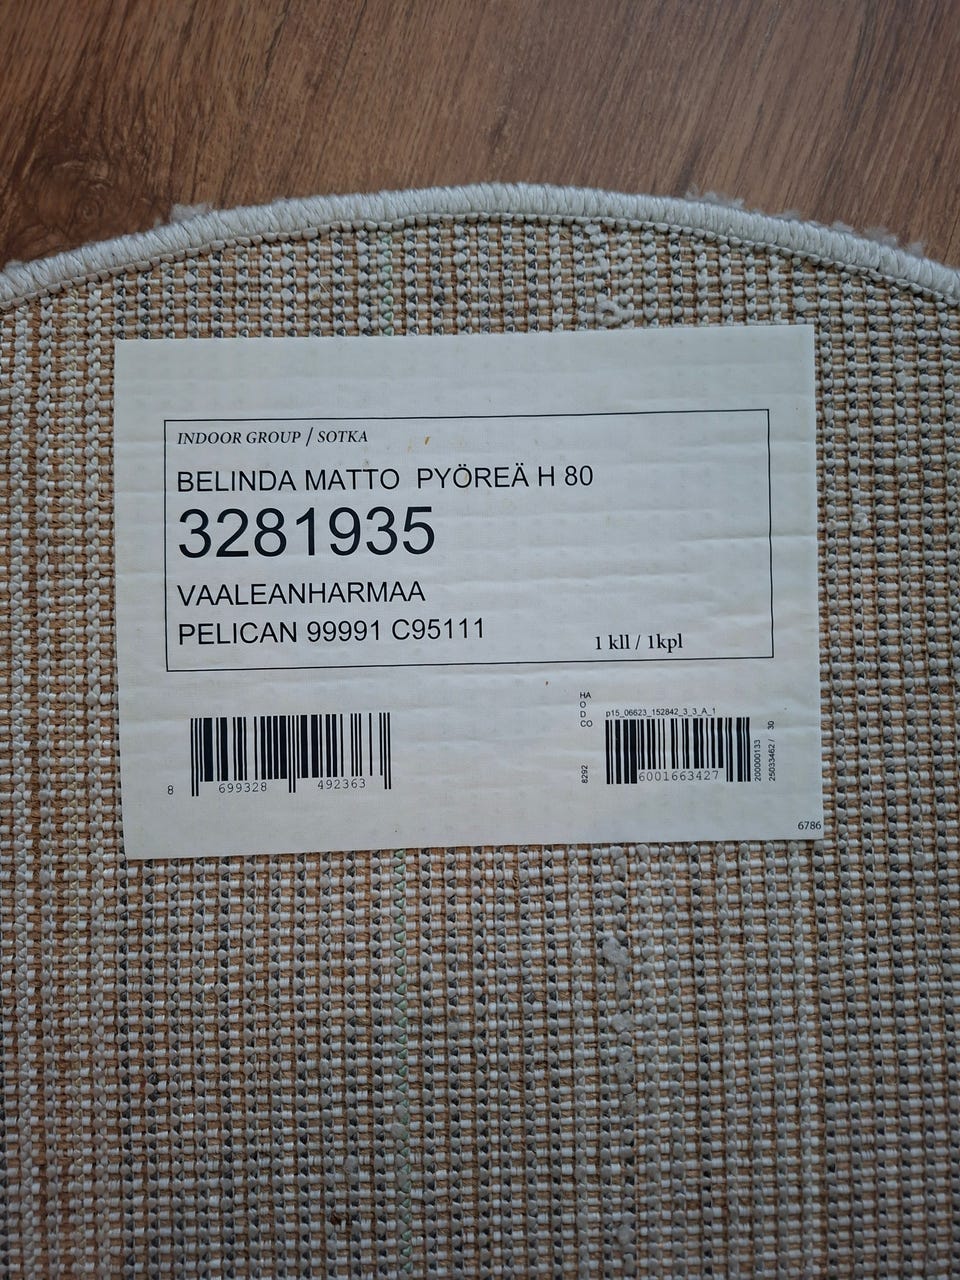 INDOOR GROUP / SOTKA
BELINDA MATTO PYÖREÄ H 80
3281935
VAALEANHARMAA
PELICAN 99991 C95111
1 kll / 1kpl
8 699328 492363
HA
O
D
CO
8292
p15_06623_152842_3_3_A_1
6001663427
200000133
25033462 / 30
6786